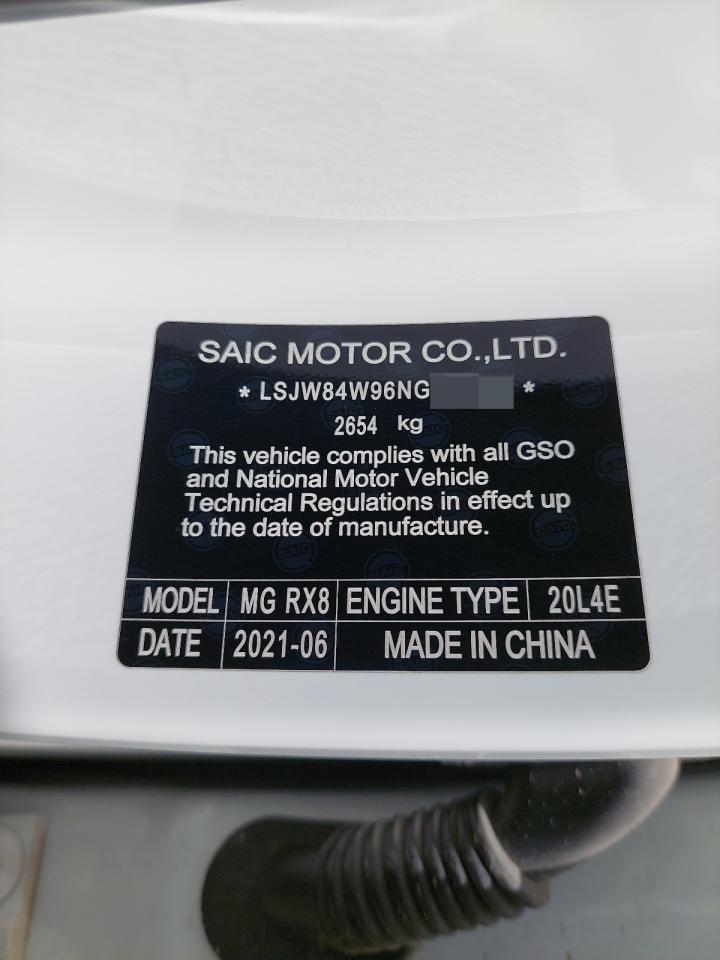 SAIC MOTOR CO.,LTD.
* LSJW84W96NG *
2654 kg
This vehicle complies with all GSO
and National Motor Vehicle
Technical Regulations in effect up
to the date of manufacture.
MODEL MG RX8 ENGINE TYPE 20L4E
DATE 2021-06 MADE IN CHINA